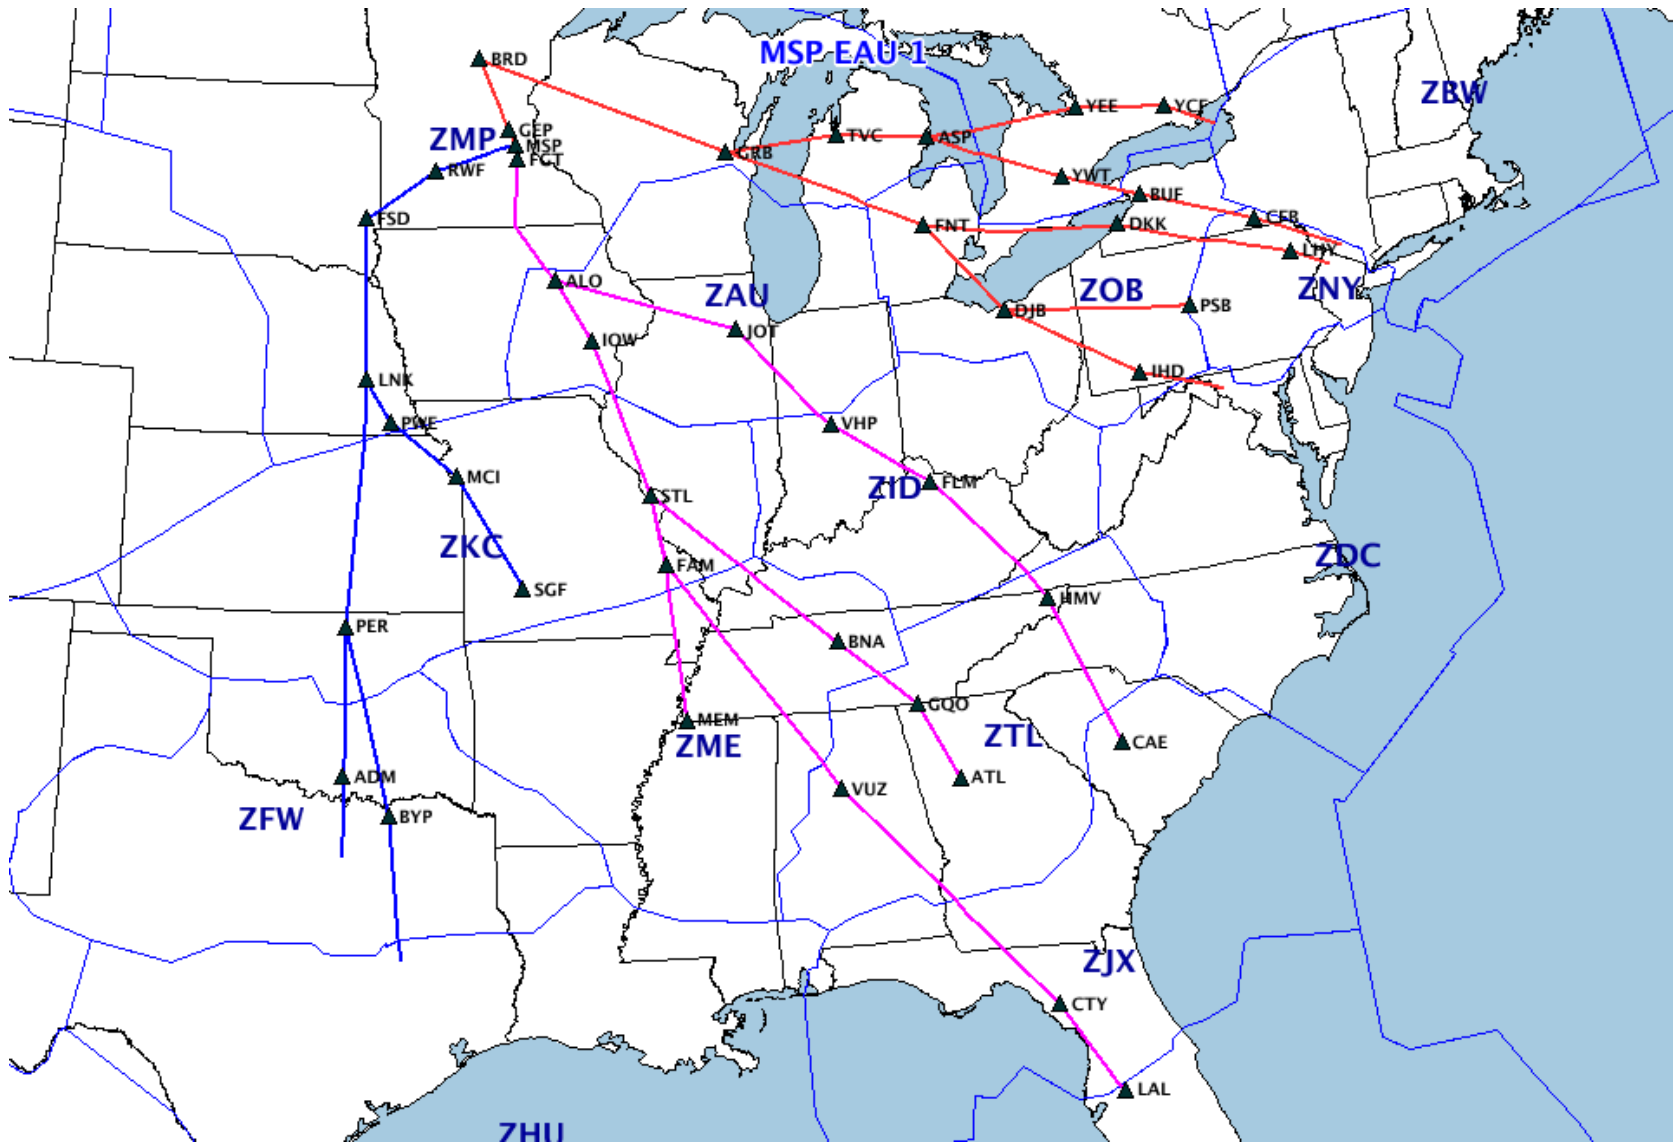 MSP EAU 1
BRD
ZBW
YEE
YCF
GEP
ZMP
MSP
FGT
TVC
ASP
GRB
RWF
YWT
BUF
FSD
CFB
FNT
DKK
LHY
ALO
ZAU
ZOB
ZNY
PSB
DJB
JOT
IOW
IHD
LNK
PWE
VHP
MCI
ZID
FLM
STL
ZKC
ZDC
FAM
SGF
HMV
PER
BNA
GQO
MEM
ZME
ZTL
CAE
ADM
ATL
VUZ
ZFW
BYP
ZJX
CTY
LAL
ZHU